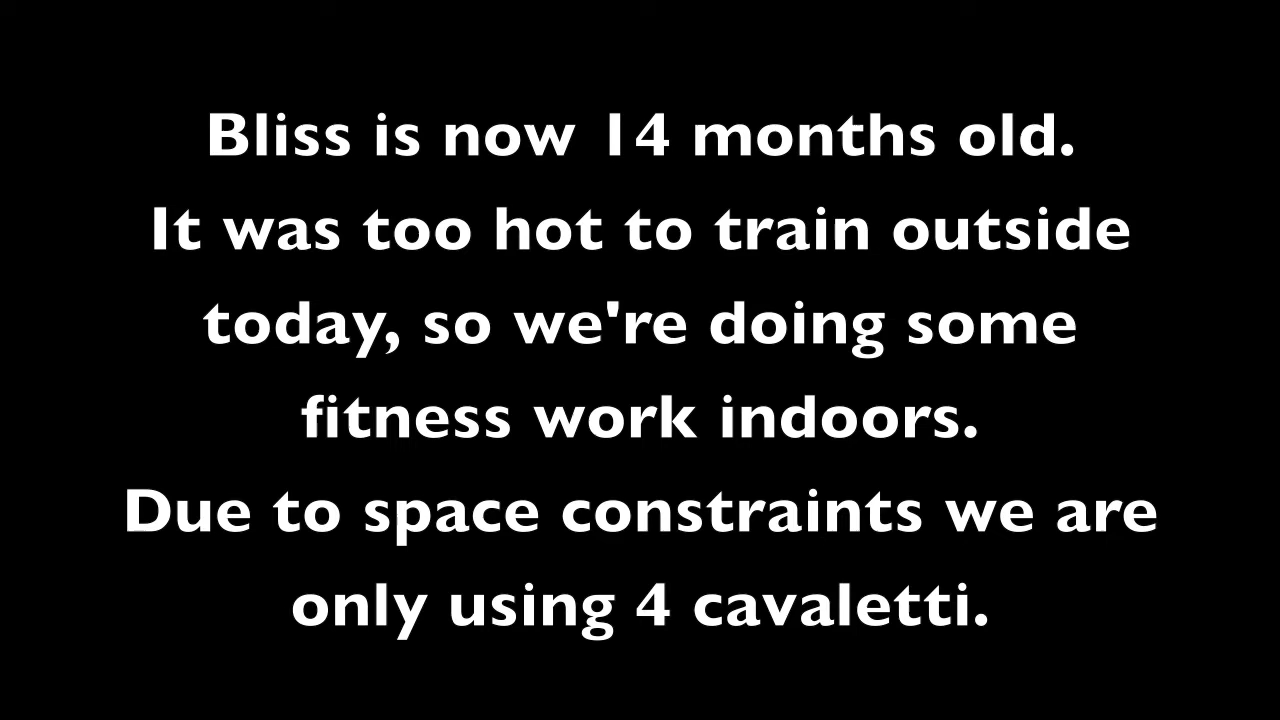 Bliss is now 14 months old.
It was too hot to train outside
today, so we're doing some
fitness work indoors.
Due to space constraints we are
only using 4 cavaletti.